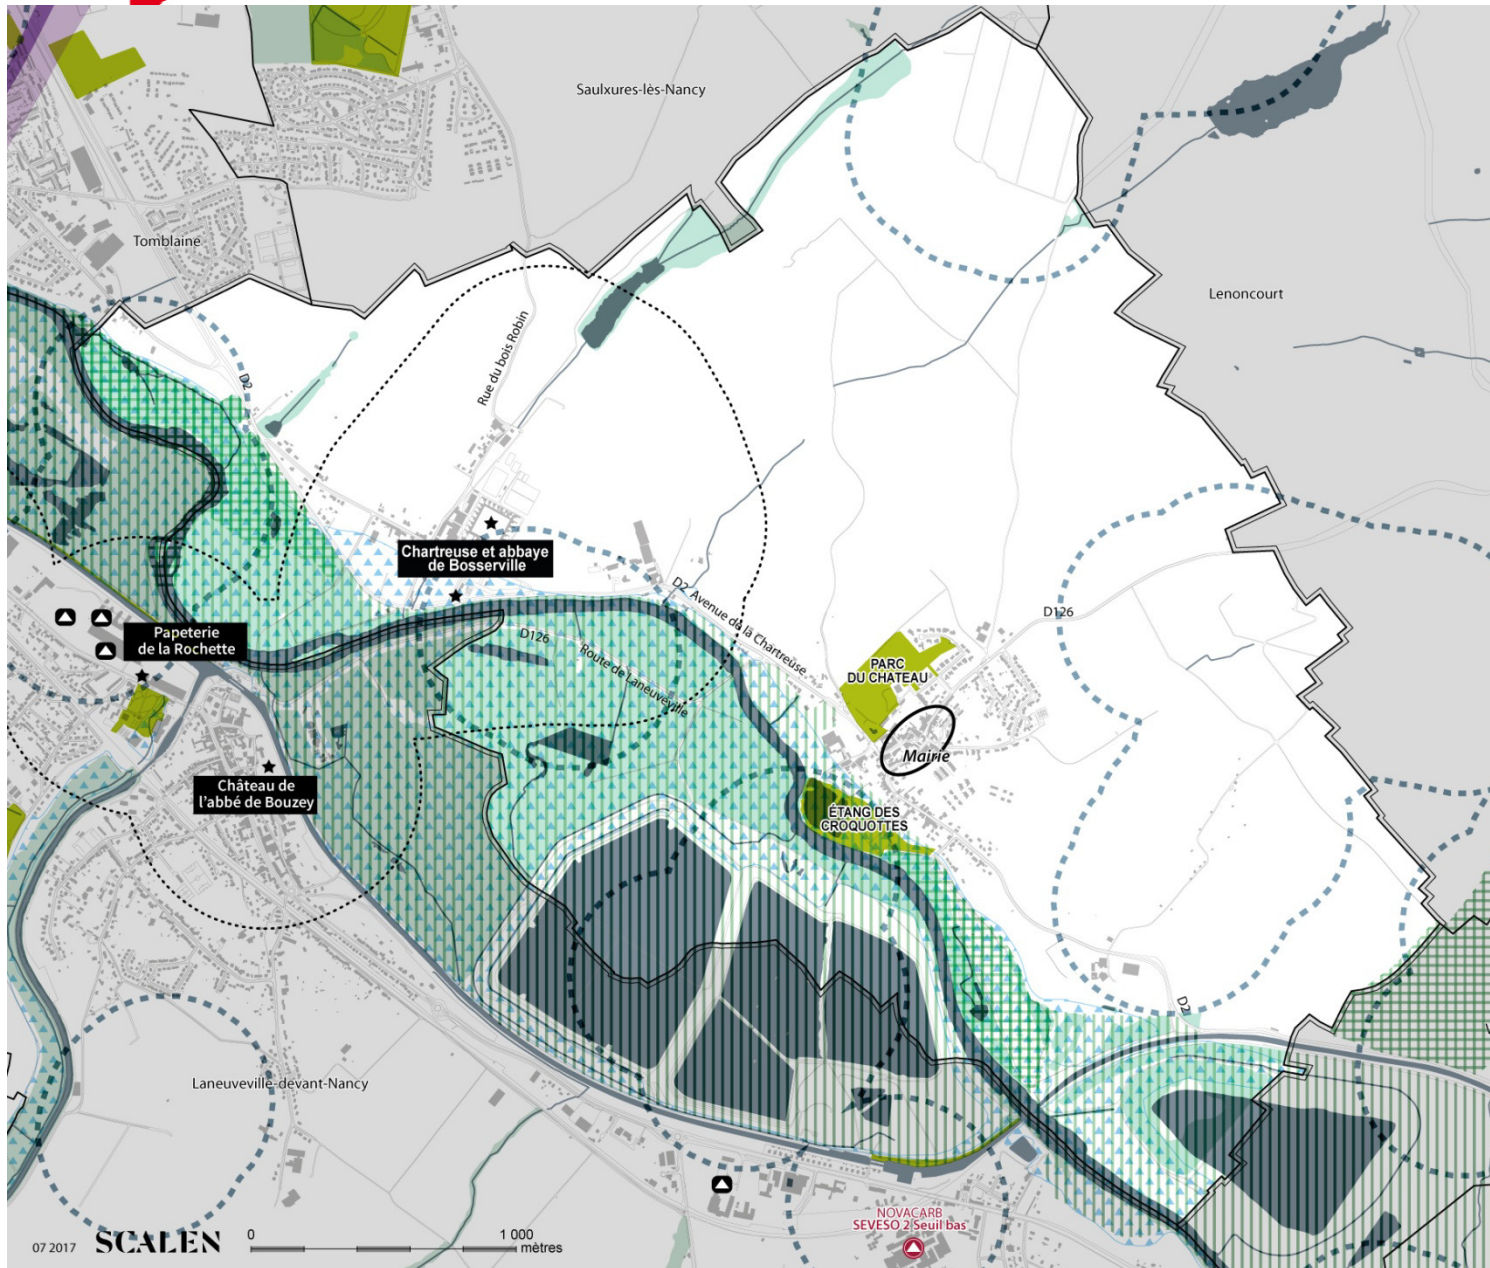 Saulxures-lès-Nancy
Tomblaine
Lenoncourt
Rue du bois Robin
D2
Chartreuse et abbaye
de Bosserville
D2 Avenue de la Chartreuse
D126
D126
Route de Laneuveville
Papeterie
de la Rochette
PARC
DU CHATEAU
Mairie
Château de
l'abbé de Bouzey
ÉTANG DES
CROQUOTTES
D2
Laneuveville-devant-Nancy
NOVACARB
SEVESO 2 Seuil bas
07 2017 SCALEN
0 1 000
mètres